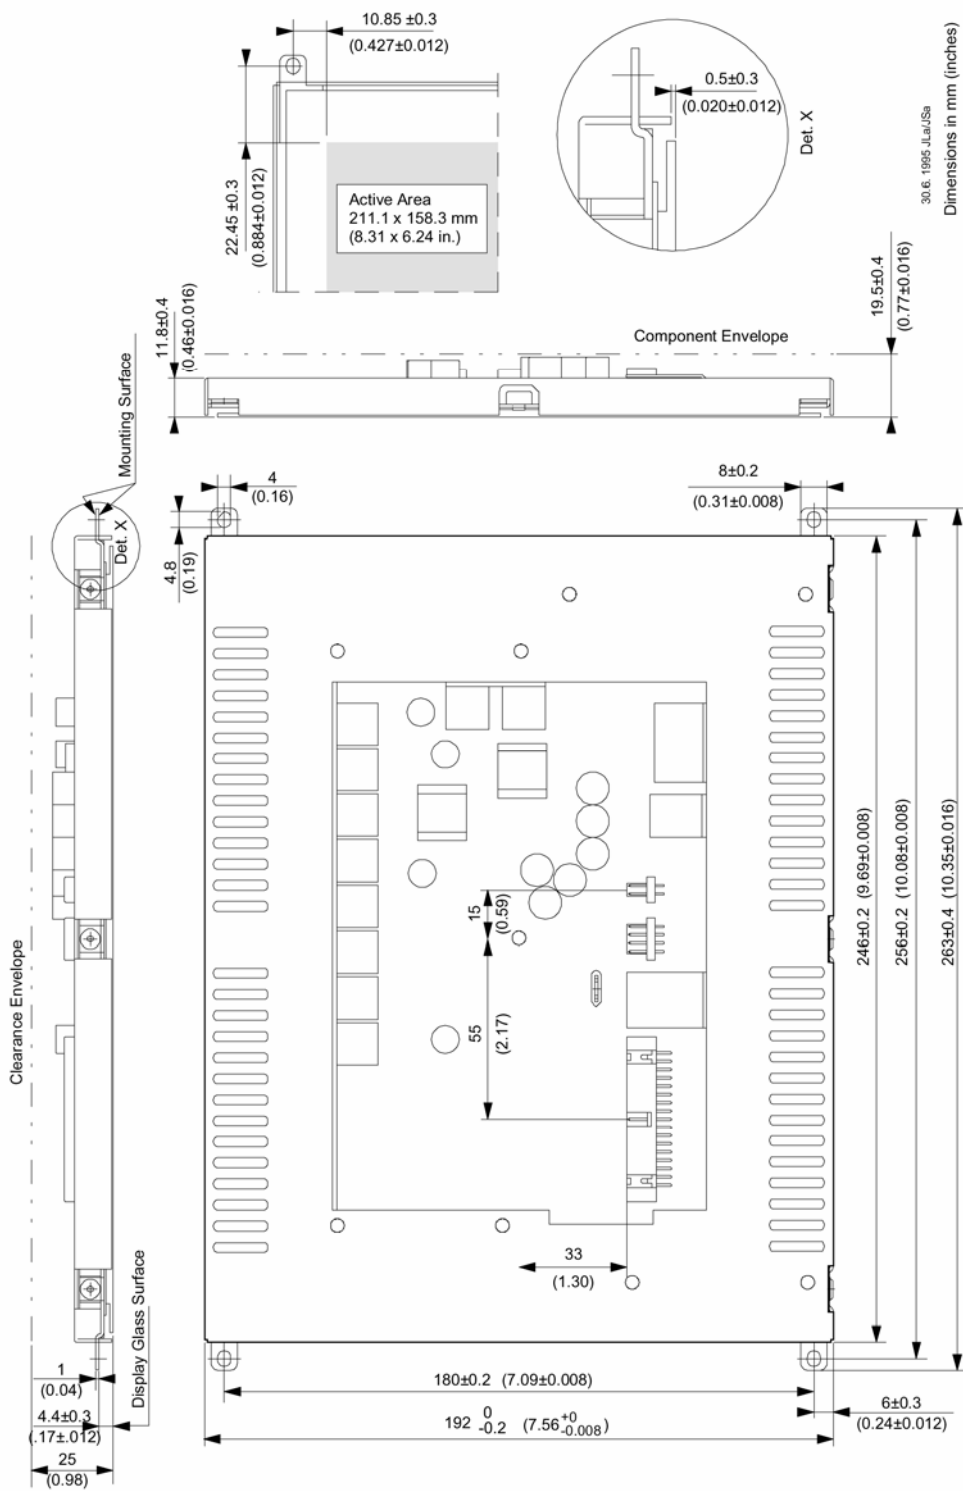 10.85 ±0.3
(0.427±0.012)
22.45 ±0.3
(0.884±0.012)
Active Area
211.1 x 158.3 mm
(8.31 x 6.24 in.)
0.5±0.3
(0.020±0.012)
Det. X
30.6. 1995 JLa/JSa
Dimensions in mm (inches)
11.8±0.4
(0.46±0.016)
Component Envelope
19.5±0.4
(0.77±0.016)
Mounting Surface
Det. X
4
(0.16)
8±0.2
(0.31±0.008)
4.8
(0.19)
Clearance Envelope
15
(0.59)
55
(2.17)
246±0.2 (9.69±0.008)
256±0.2 (10.08±0.008)
263±0.4 (10.35±0.016)
33
(1.30)
Display Glass Surface
1
(0.04)
4.4±0.3
(.17±.012)
25
(0.98)
180±0.2 (7.09±0.008)
192 0 -0.2 (7.56 +0 -0.008)
6±0.3
(0.24±0.012)